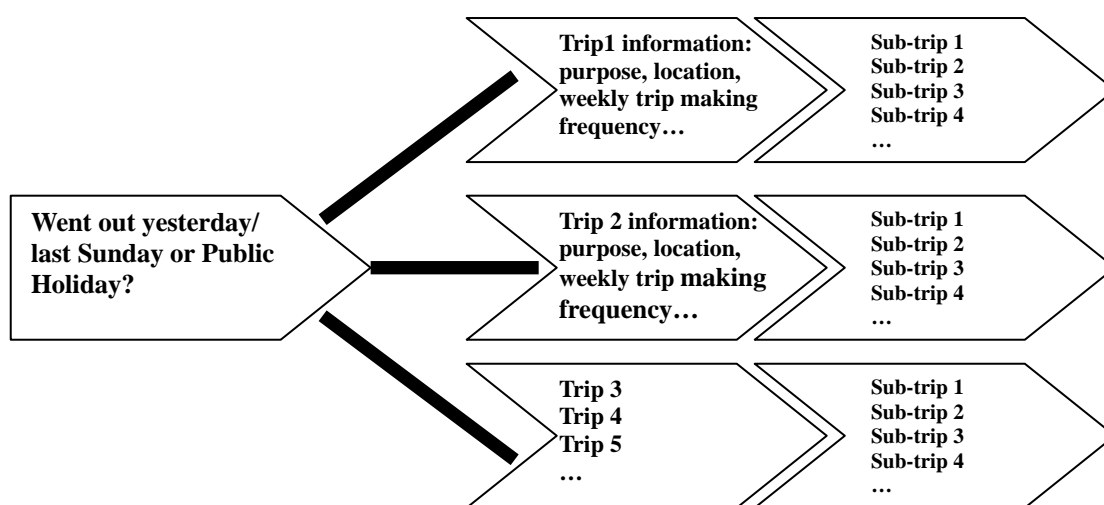 Went out yesterday/
last Sunday or Public
Holiday?
Trip1 information:
purpose, location,
weekly trip making
frequency…
Sub-trip 1
Sub-trip 2
Sub-trip 3
Sub-trip 4
…
Trip 2 information:
purpose, location,
weekly trip making
frequency…
Sub-trip 1
Sub-trip 2
Sub-trip 3
Sub-trip 4
…
Trip 3
Trip 4
Trip 5
…
Sub-trip 1
Sub-trip 2
Sub-trip 3
Sub-trip 4
…